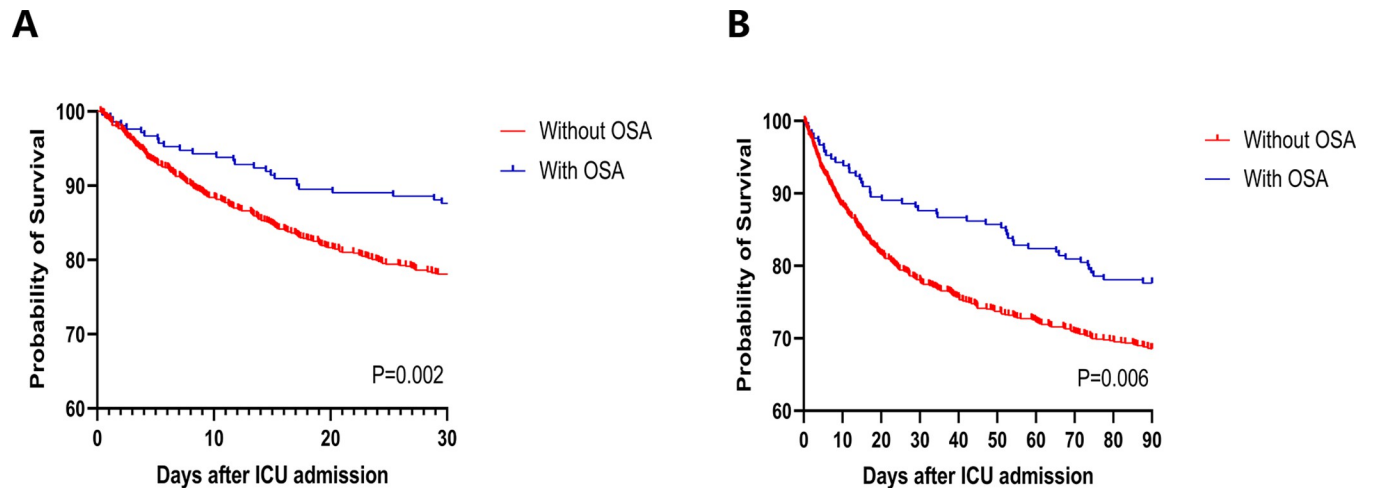 A
Probability of Survival
100
90
80
70
60
0
10
20
30
Days after ICU admission
P=0.002
Without OSA
With OSA
B
Probability of Survival
100
90
80
70
60
0
10
20
30
40
50
60
70
80
90
Days after ICU admission
P=0.006
Without OSA
With OSA